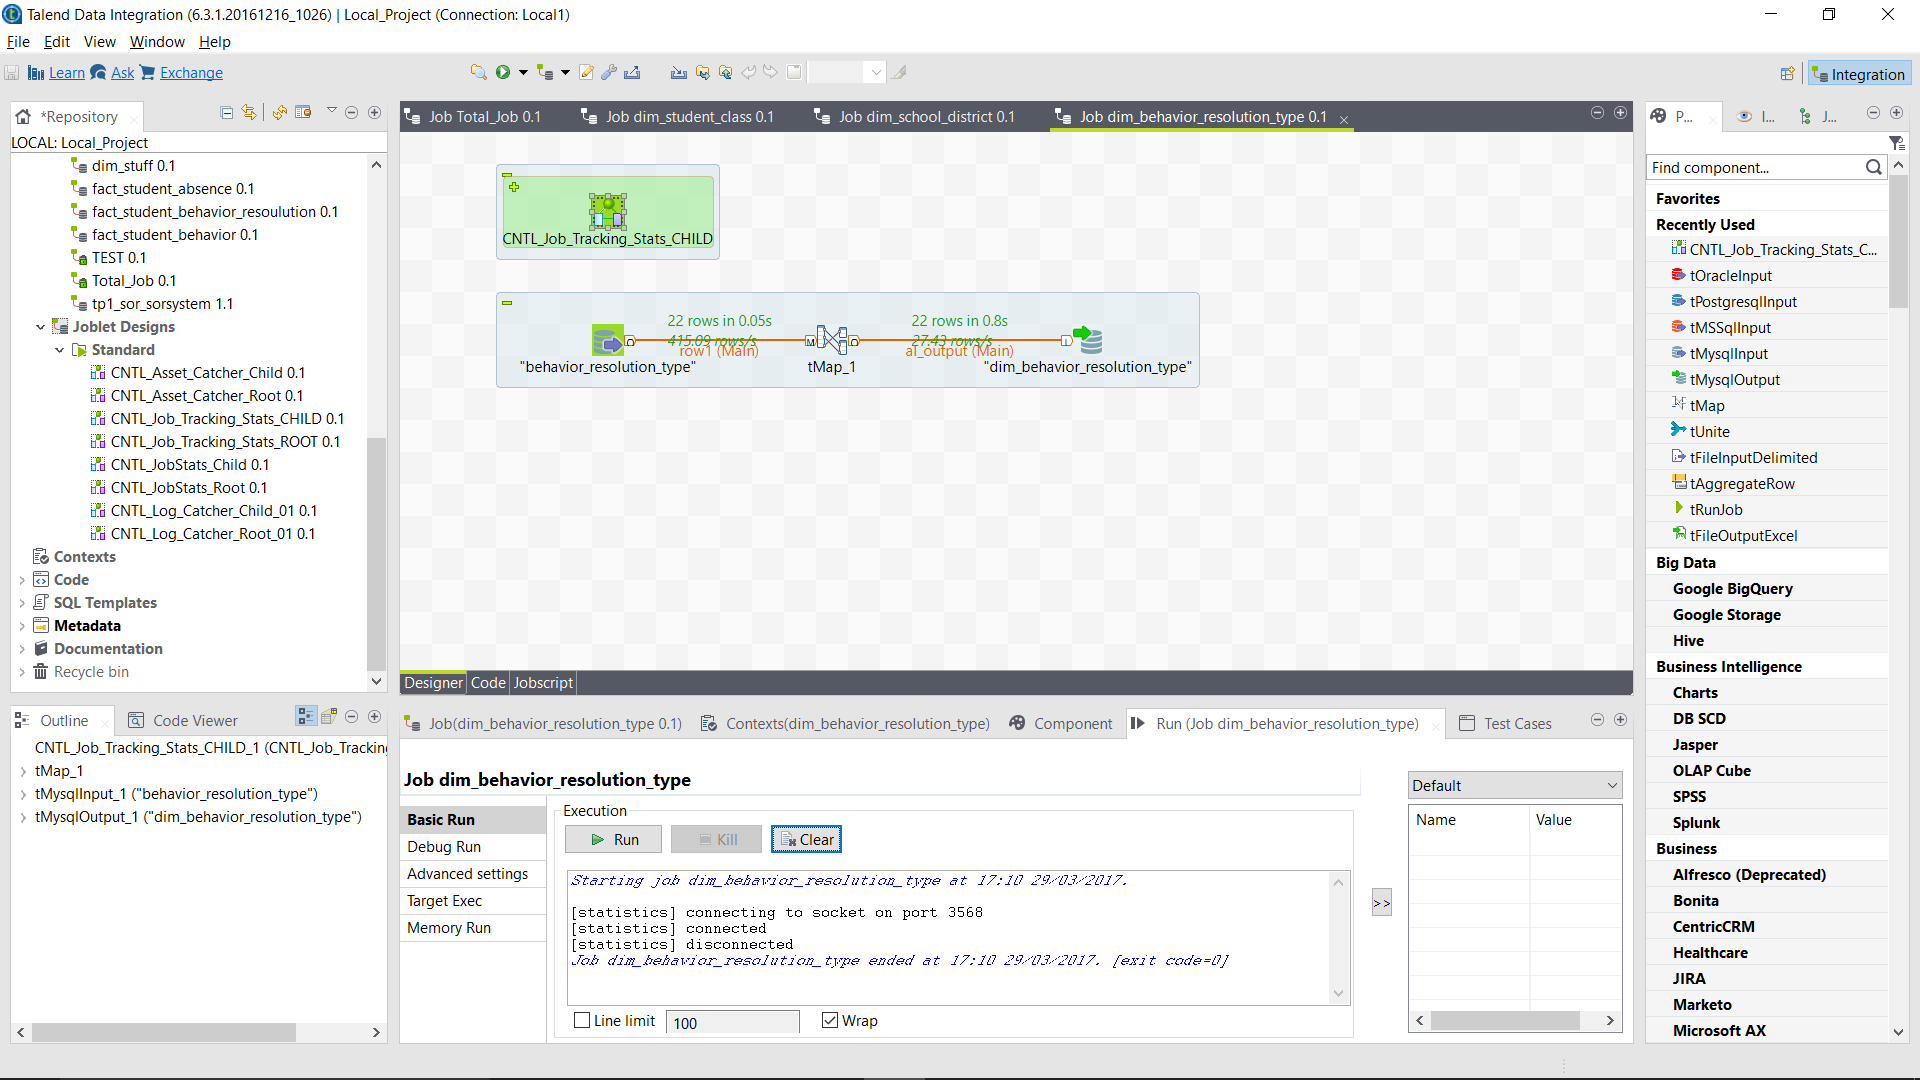 Talend Data Integration (6.3.1.20161216_1026) | Local_Project (Connection: Local1)
File Edit View Window Help
Learn Ask Exchange
Integration
*Repository
LOCAL: Local_Project
dim_stuff 0.1
fact_student_absence 0.1
fact_student_behavior_resoulution 0.1
fact_student_behavior 0.1
TEST 0.1
Total_Job 0.1
tp1_sor_sorsystem 1.1
Joblet Designs
Standard
CNTL_Asset_Catcher_Child 0.1
CNTL_Asset_Catcher_Root 0.1
CNTL_Job_Tracking_Stats_CHILD 0.1
CNTL_Job_Tracking_Stats_ROOT 0.1
CNTL_JobStats_Child 0.1
CNTL_JobStats_Root 0.1
CNTL_Log_Catcher_Child_01 0.1
CNTL_Log_Catcher_Root_01 0.1
Contexts
Code
SQL Templates
Metadata
Documentation
Recycle bin
Outline Code Viewer
CNTL_Job_Tracking_Stats_CHILD_1 (CNTL_Job_Trackin
tMap_1
tMysqlInput_1 ("behavior_resolution_type")
tMysqlOutput_1 ("dim_behavior_resolution_type")
Job Total_Job 0.1 Job dim_student_class 0.1 Job dim_school_district 0.1 Job dim_behavior_resolution_type 0.1
CNTL_Job_Tracking_Stats_CHILD
22 rows in 0.05s 22 rows in 0.8s
415.09 rows/s 27.43 rows/s
row1 (Main) al_output (Main)
D M D I
"behavior_resolution_type" tMap_1 "dim_behavior_resolution_type"
Designer Code Jobscript
Job(dim_behavior_resolution_type 0.1) Contexts(dim_behavior_resolution_type) Component Run (Job dim_behavior_resolution_type) Test Cases
Job dim_behavior_resolution_type
Basic Run
Debug Run
Advanced settings
Target Exec
Memory Run
Execution
Run Kill Clear
Starting job dim_behavior_resolution_type at 17:10 29/03/2017.
[statistics] connecting to socket on port 3568
[statistics] connected
[statistics] disconnected
Job dim_behavior_resolution_type ended at 17:10 29/03/2017. [exit code=0]
Line limit 100 Wrap
>>
Default
Name Value
P... I... J...
Find component...
Favorites
Recently Used
CNTL_Job_Tracking_Stats_C...
tOracleInput
tPostgresqlInput
tMSSqlInput
tMysqlInput
tMysqlOutput
tMap
tUnite
tFileInputDelimited
tAggregateRow
tRunJob
tFileOutputExcel
Big Data
Google BigQuery
Google Storage
Hive
Business Intelligence
Charts
DB SCD
Jasper
OLAP Cube
SPSS
Splunk
Business
Alfresco (Deprecated)
Bonita
CentricCRM
Healthcare
JIRA
Marketo
Microsoft AX